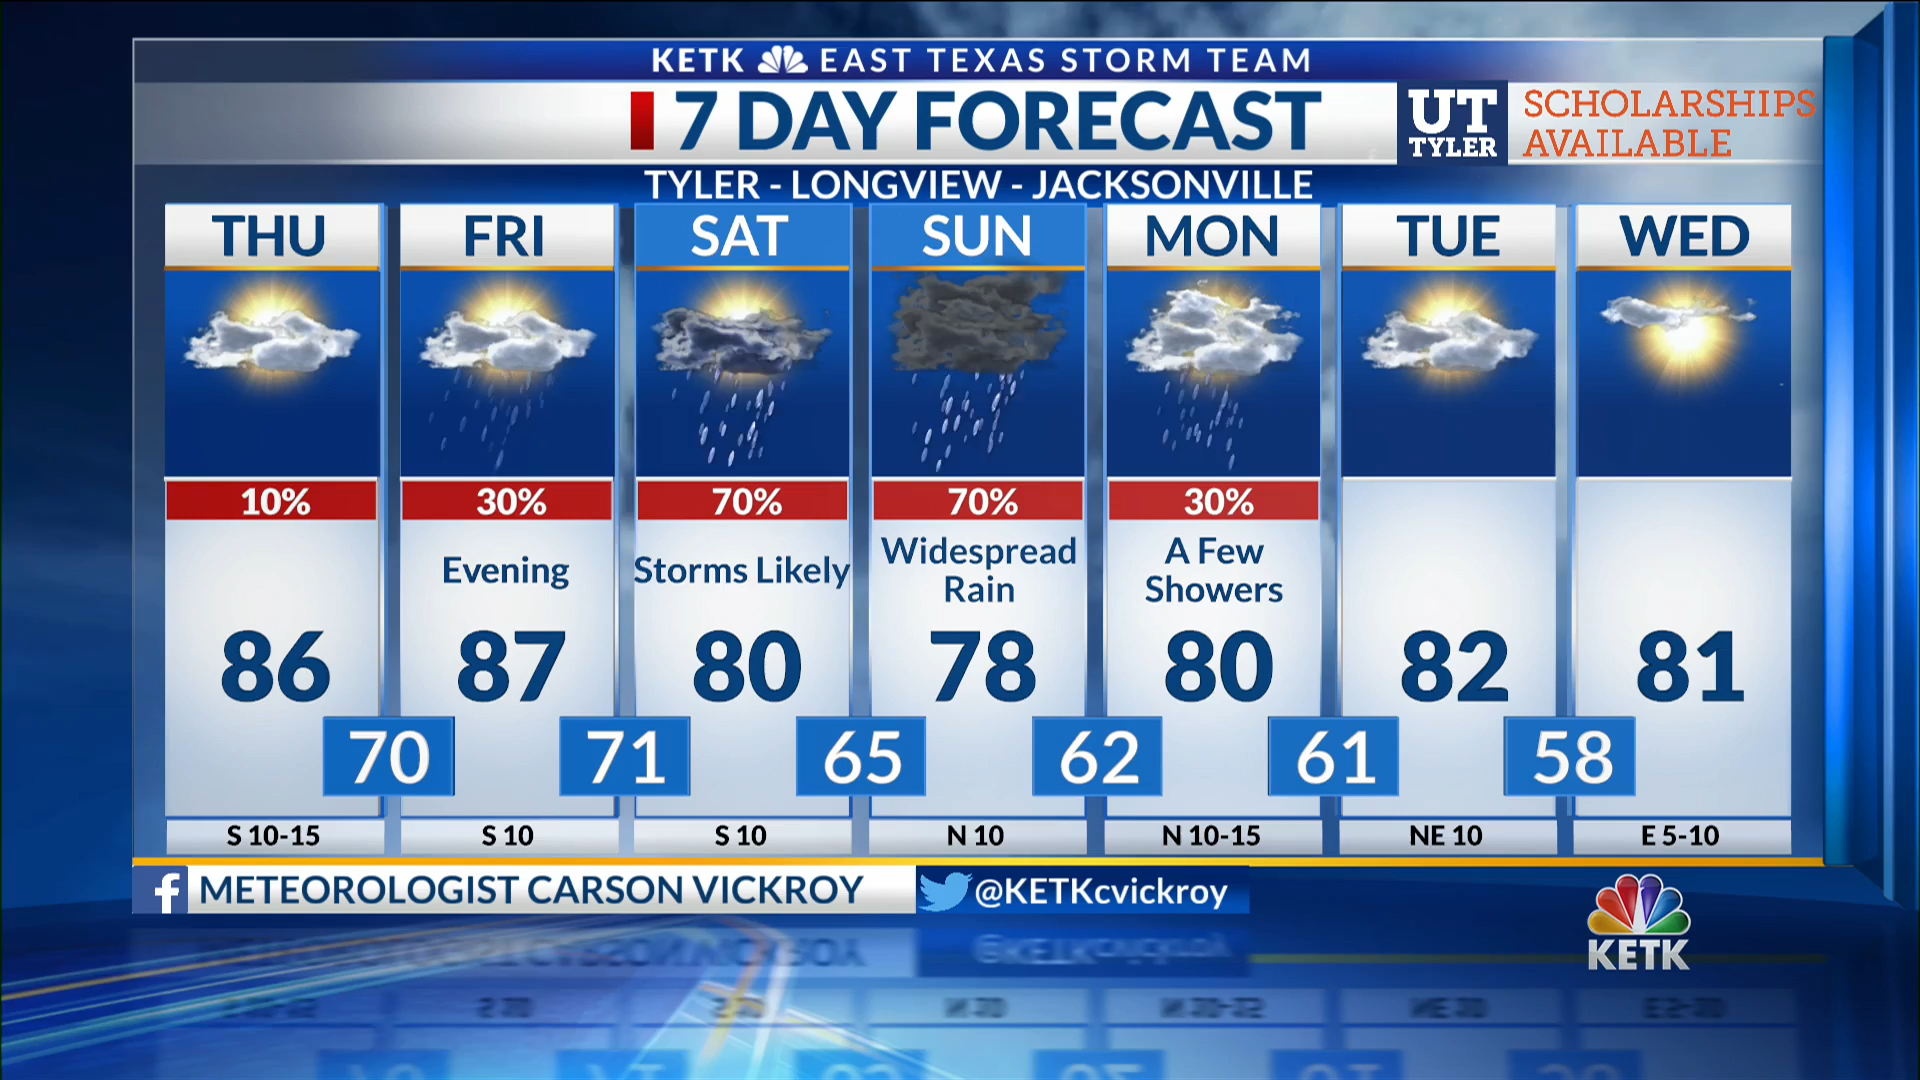 KETK EAST TEXAS STORM TEAM
7 DAY FORECAST
UT TYLER
SCHOLARSHIPS
AVAILABLE
TYLER - LONGVIEW - JACKSONVILLE
THU FRI SAT SUN MON TUE WED
10% 30% 70% 70% 30%
Evening
Storms Likely
Widespread
Rain
A Few
Showers
86 87 80 78 80 82 81
70 71 65 62 61 58
S 10-15 S 10 S 10 N 10 N 10-15 NE 10 E 5-10
f METEOROLOGIST CARSON VICKROY @KETKcvickroy
KETK